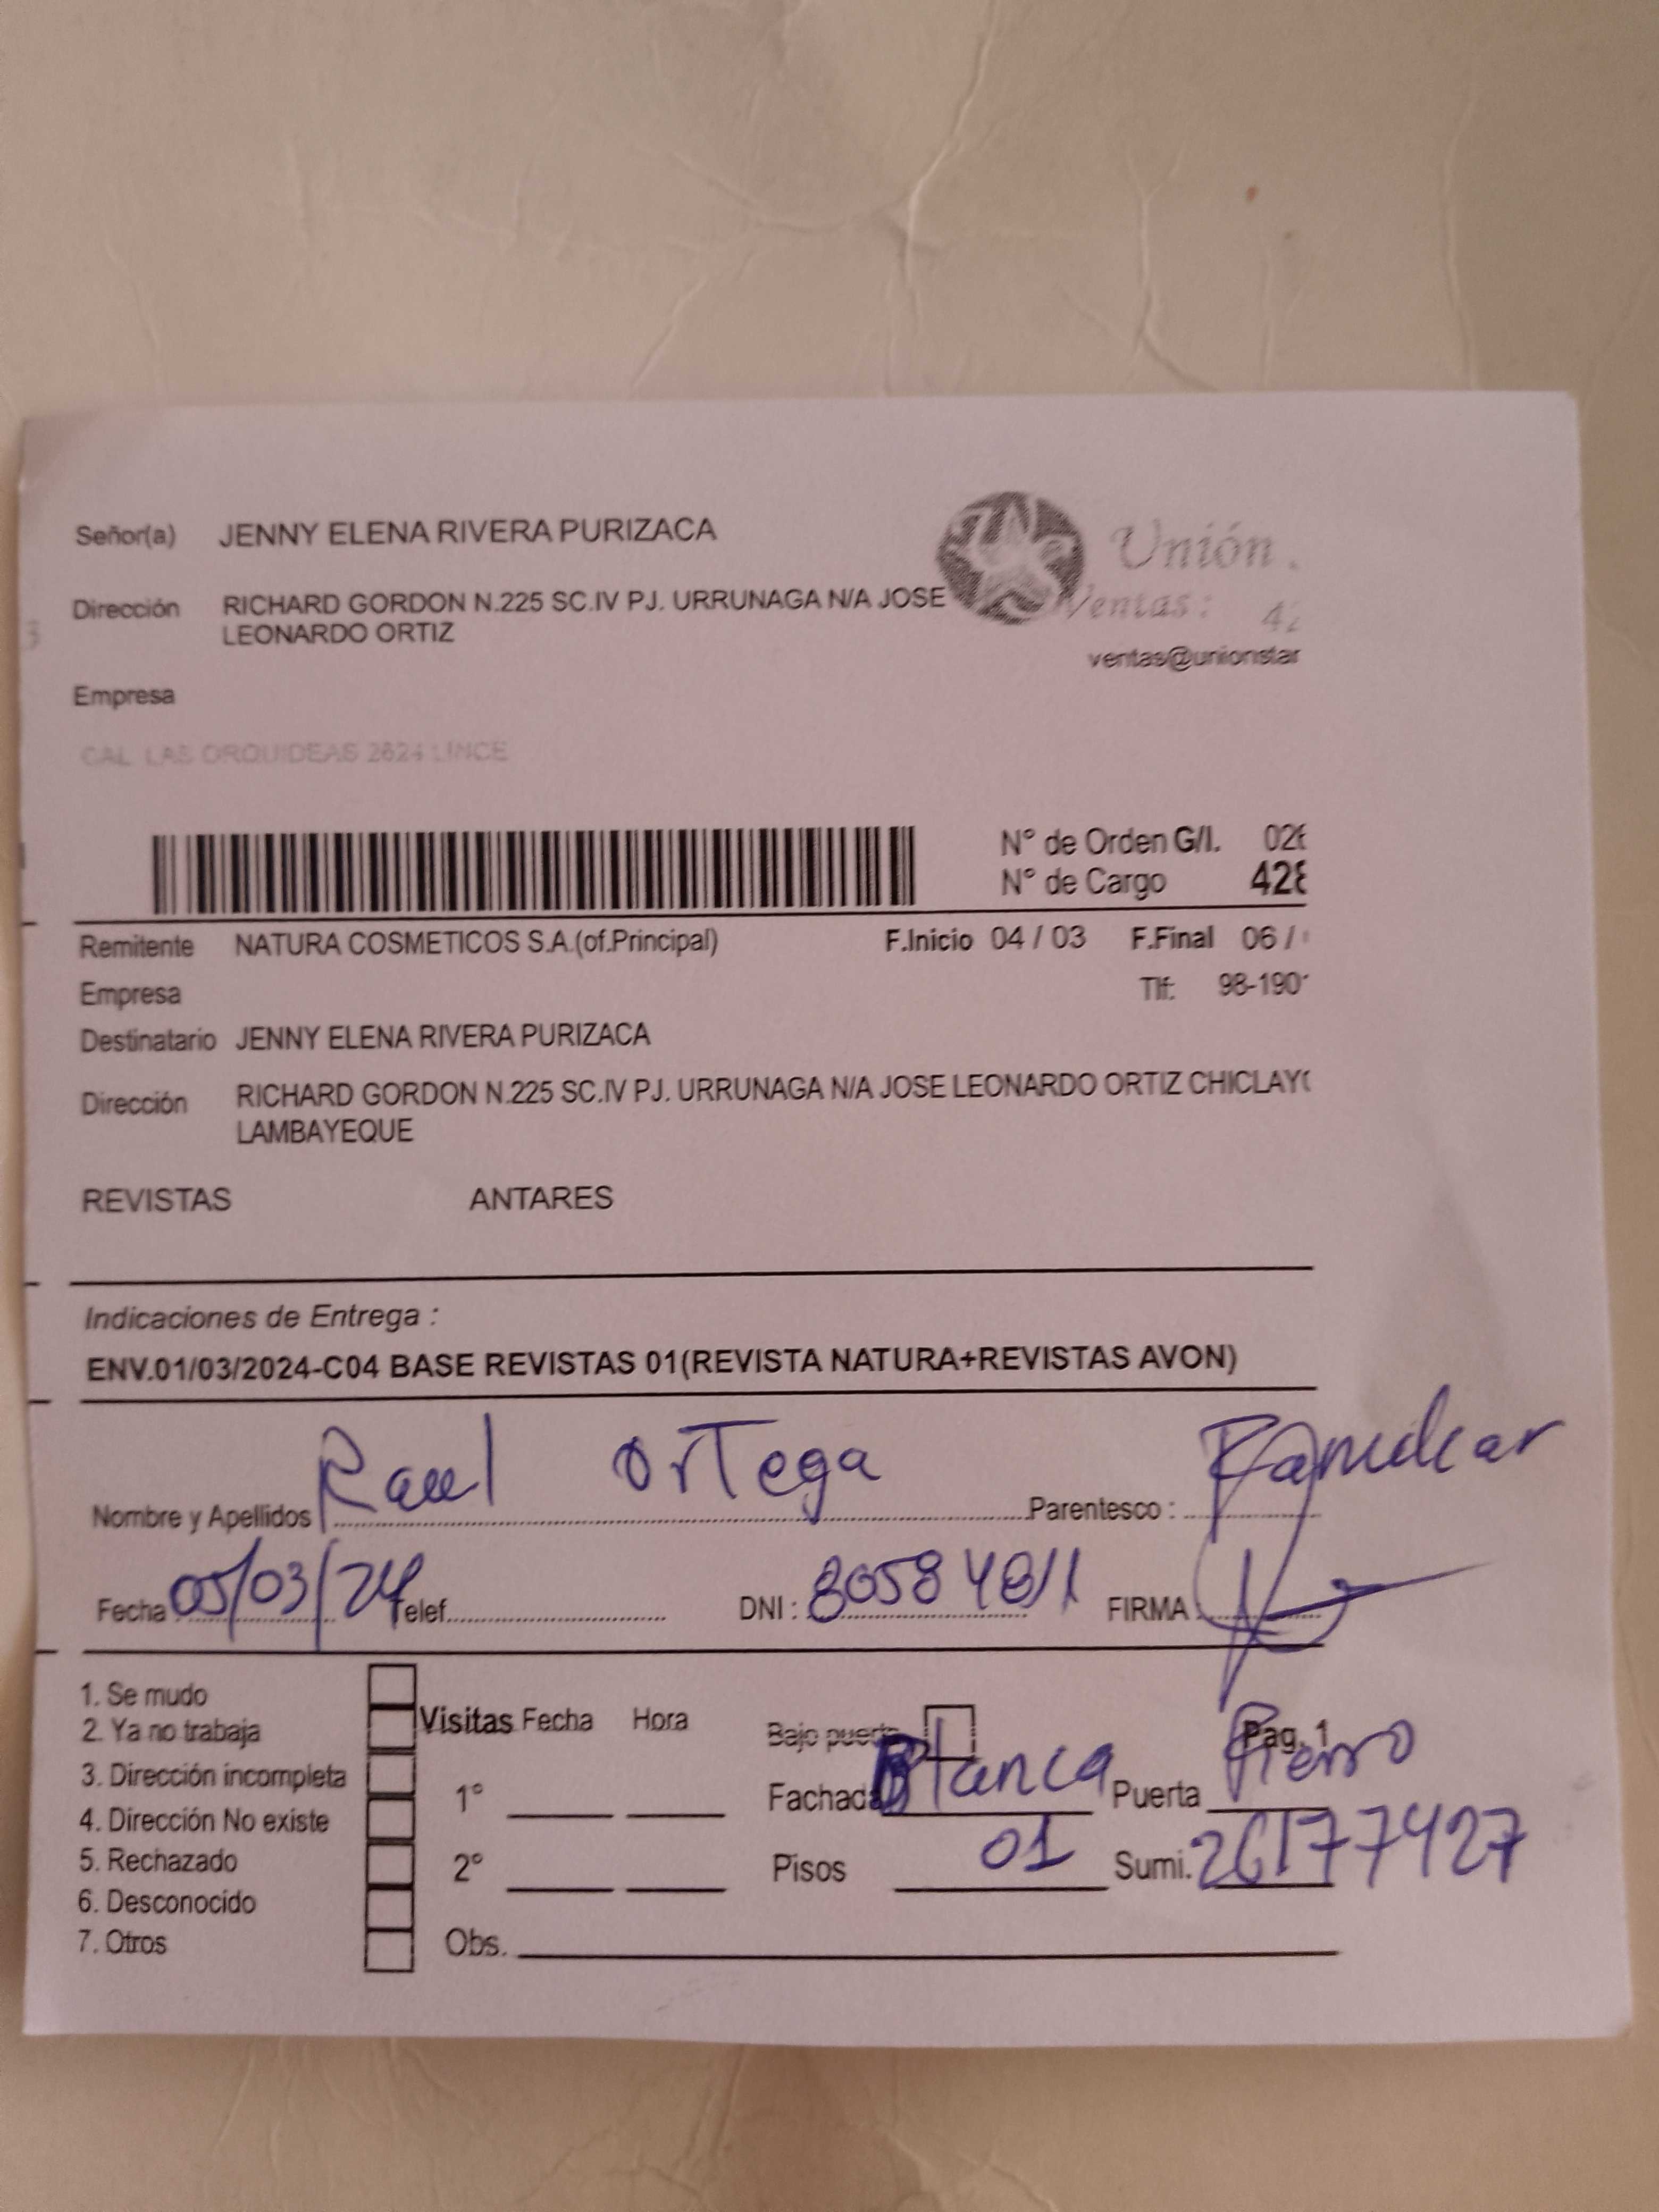 Señor(a) JENNY ELENA RIVERA PURIZACA
Unión
Dirección RICHARD GORDON N.225 SC.IV PJ. URRUNAGA N/A JOSE
LEONARDO ORTIZ
Ventas: 42
ventas@unionstar
Empresa
CAL LAS ORQUIDEAS 2624 LINCE
N° de Orden G/I. 026
N° de Cargo 428
Remitente NATURA COSMETICOS S.A.(of.Principal) F.Inicio 04 / 03 F.Final 06 /
Empresa Tlf: 98-190
Destinatario JENNY ELENA RIVERA PURIZACA
Dirección RICHARD GORDON N.225 SC.IV PJ. URRUNAGA N/A JOSE LEONARDO ORTIZ CHICLAYO
LAMBAYEQUE
REVISTAS ANTARES
Indicaciones de Entrega :
ENV.01/03/2024-C04 BASE REVISTAS 01(REVISTA NATURA+REVISTAS AVON)
Nombre y Apellidos Raul Ortega Parentesco : Familiar
Fecha 05/03/24 Telef. DNI : FIRMA
1. Se mudo
2. Ya no trabaja
3. Dirección incompleta
4. Dirección No existe
5. Rechazado
6. Desconocido
7. Otros
Visitas Fecha Hora
1°
2°
Obs.
Bajo puerta Pag. 1
Fachada Blanca Puerta Fierro
Pisos 01 Sumi. 26177427